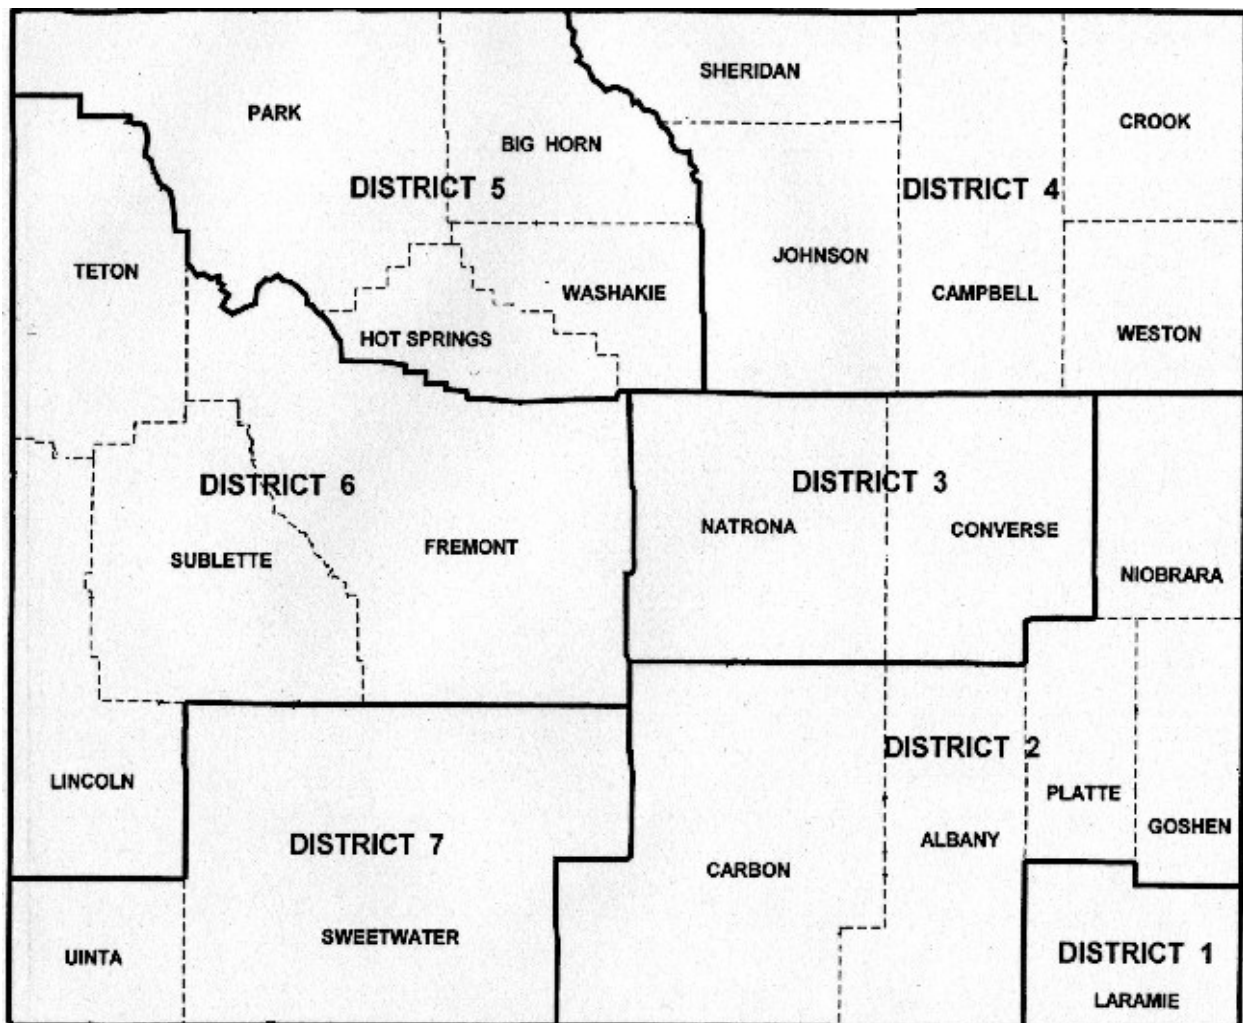 SHERIDAN
PARK
CROOK
BIG HORN
DISTRICT 5
DISTRICT 4
JOHNSON
TETON
WASHAKIE
CAMPBELL
HOT SPRINGS
WESTON
DISTRICT 6
DISTRICT 3
NATRONA
CONVERSE
FREMONT
SUBLETTE
NIOBRARA
DISTRICT 2
LINCOLN
PLATTE
GOSHEN
DISTRICT 7
ALBANY
CARBON
SWEETWATER
UINTA
DISTRICT 1
LARAMIE